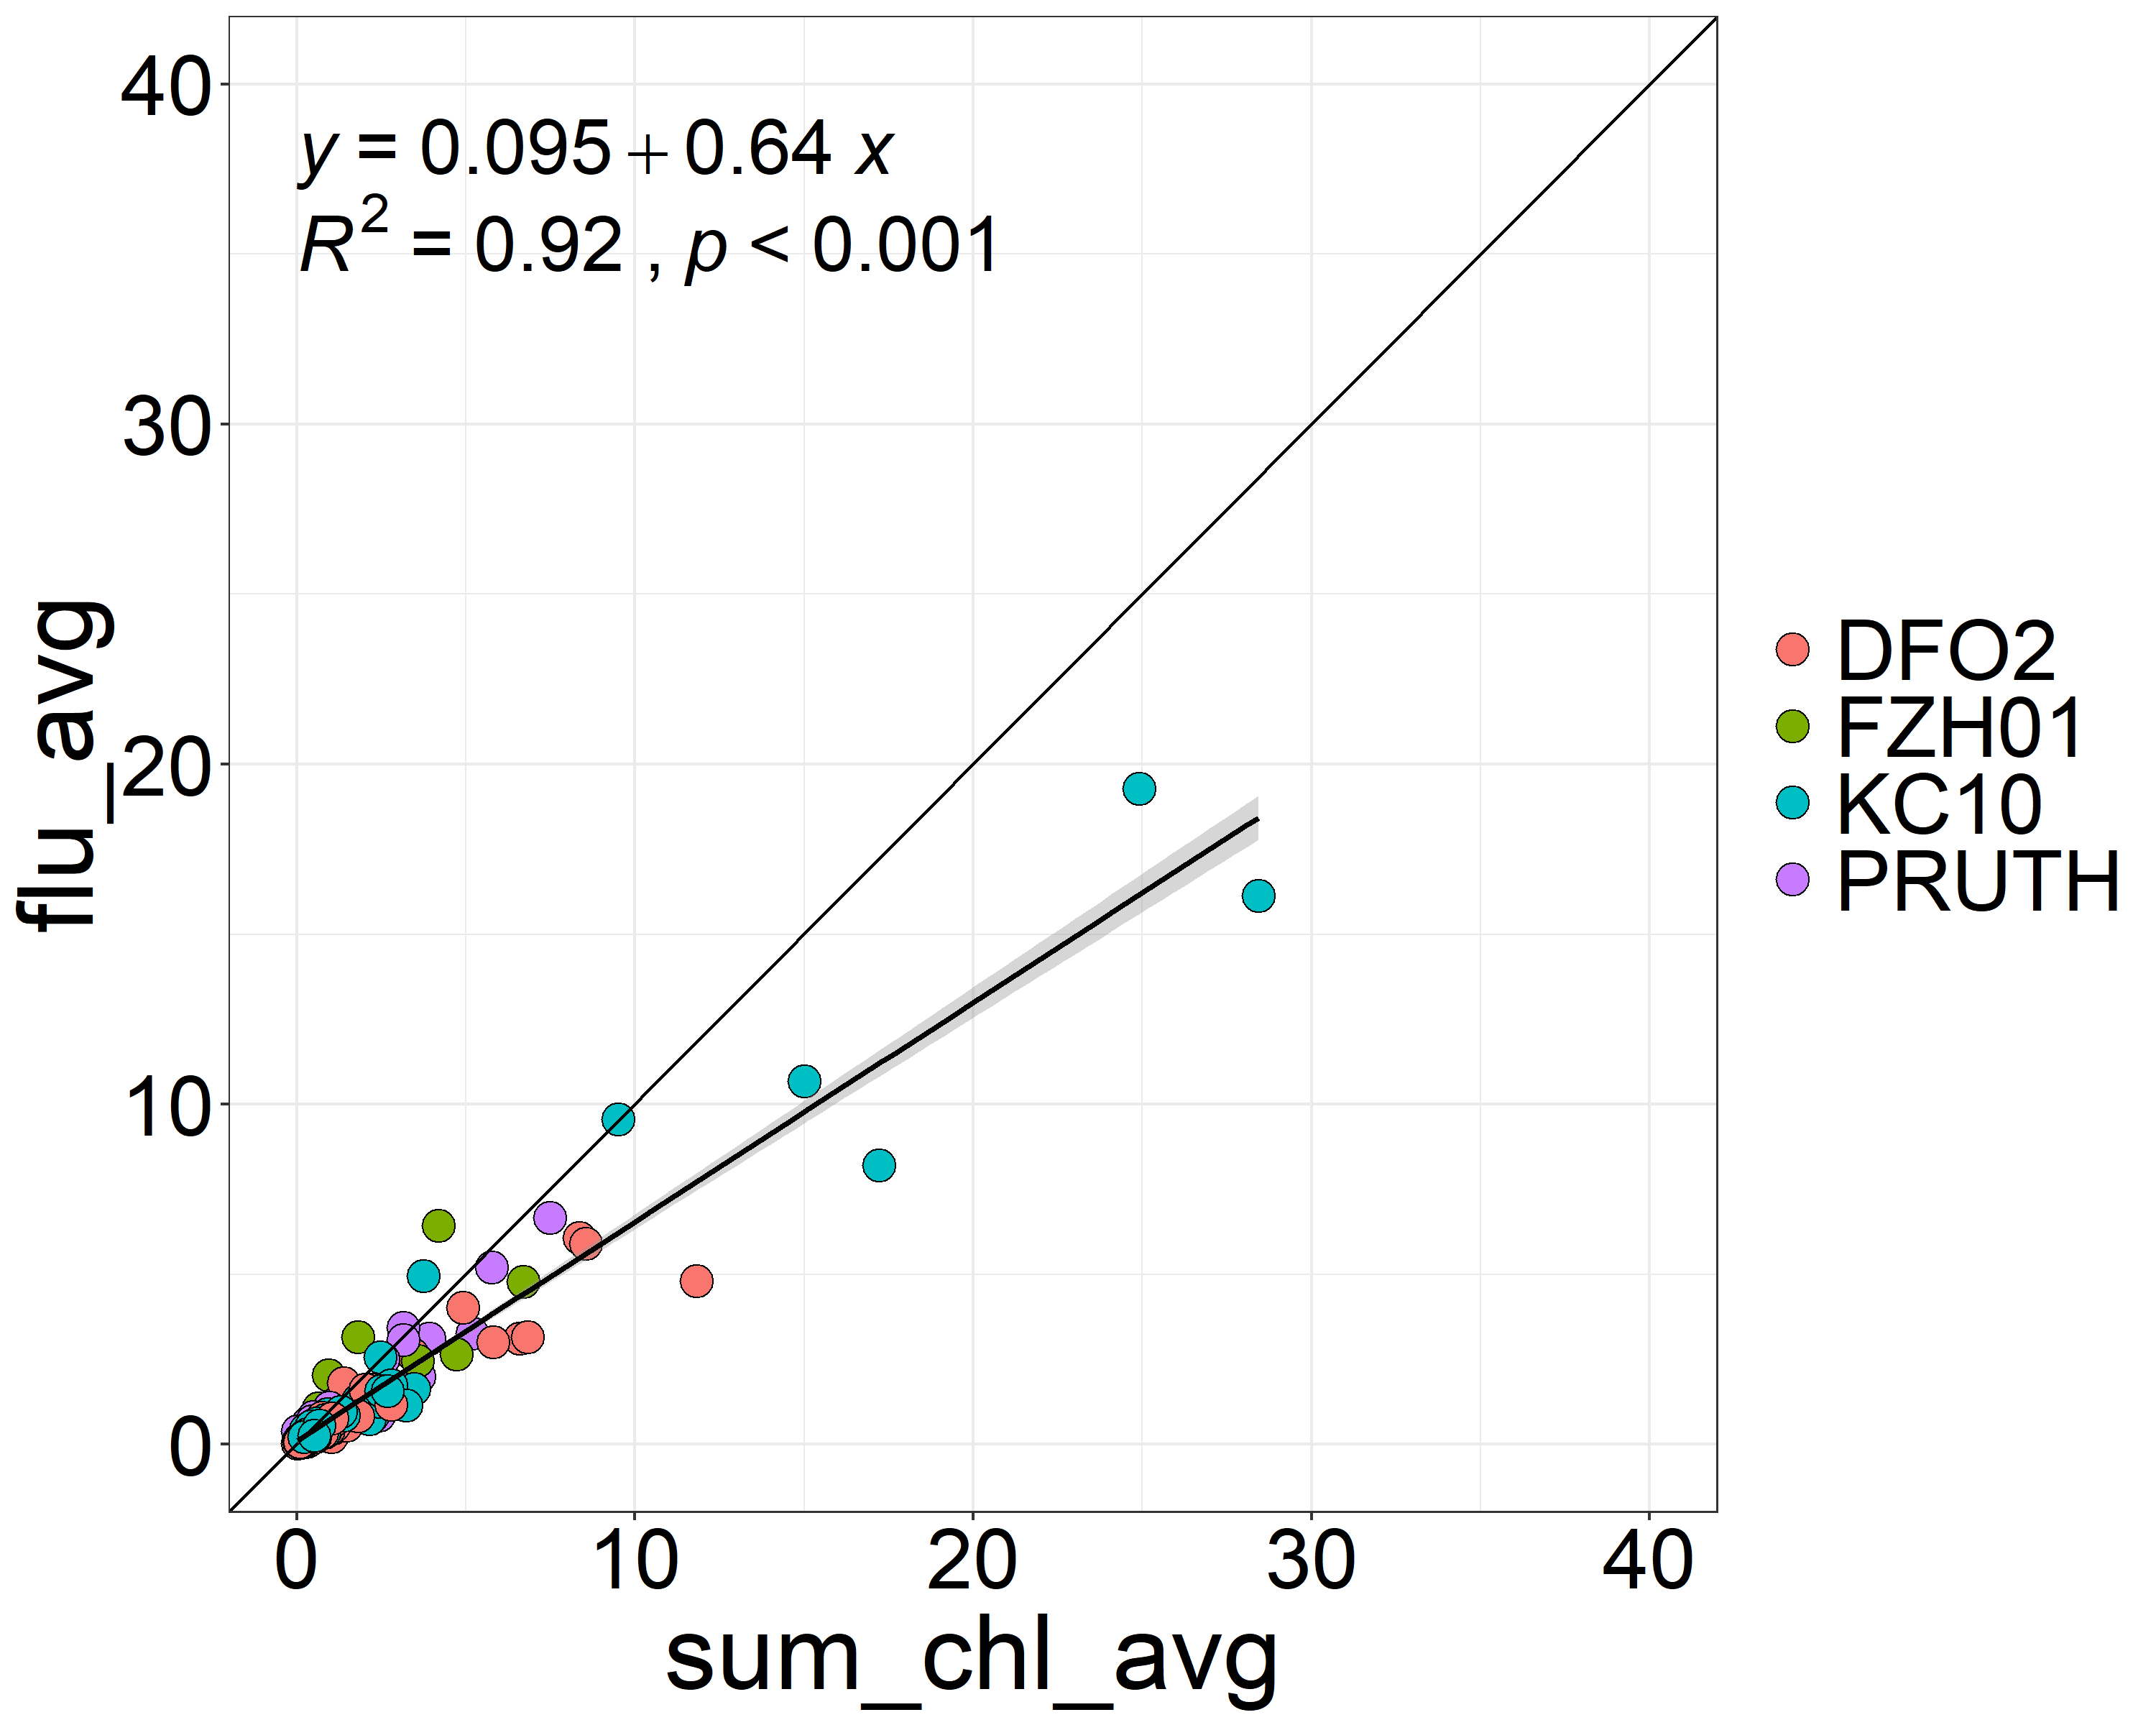 y = 0.095 + 0.64 x
R² = 0.92 , p < 0.001
40
30
20
10
0
flu_avg
0 10 20 30 40
sum_chl_avg
DFO2
FZH01
KC10
PRUTH